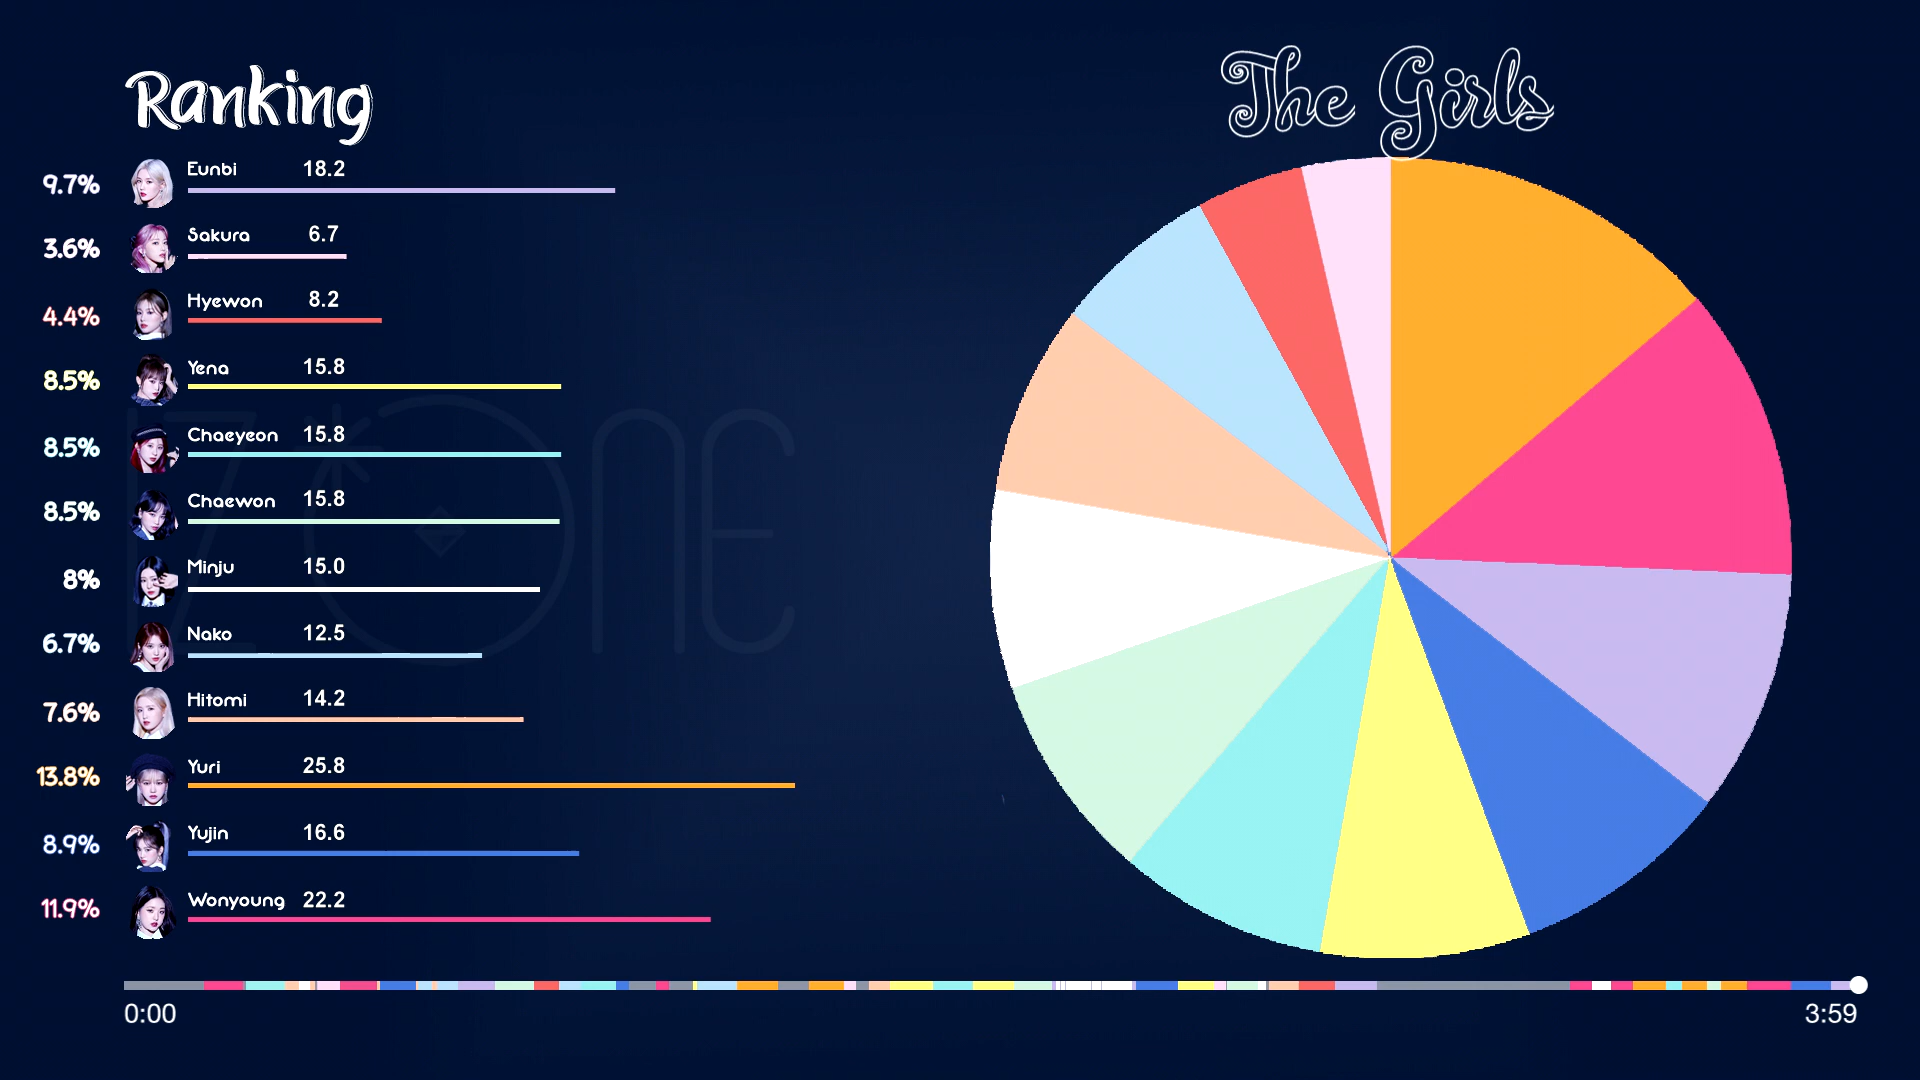 Ranking
The Girls
9.7% Eunbi 18.2
3.6% Sakura 6.7
4.4% Hyewon 8.2
8.5% Yena 15.8
8.5% Chaeyeon 15.8
8.5% Chaewon 15.8
8% Minju 15.0
6.7% Nako 12.5
7.6% Hitomi 14.2
13.8% Yuri 25.8
8.9% Yujin 16.6
11.9% Wonyoung 22.2
IZ*ONE
0:00
3:59